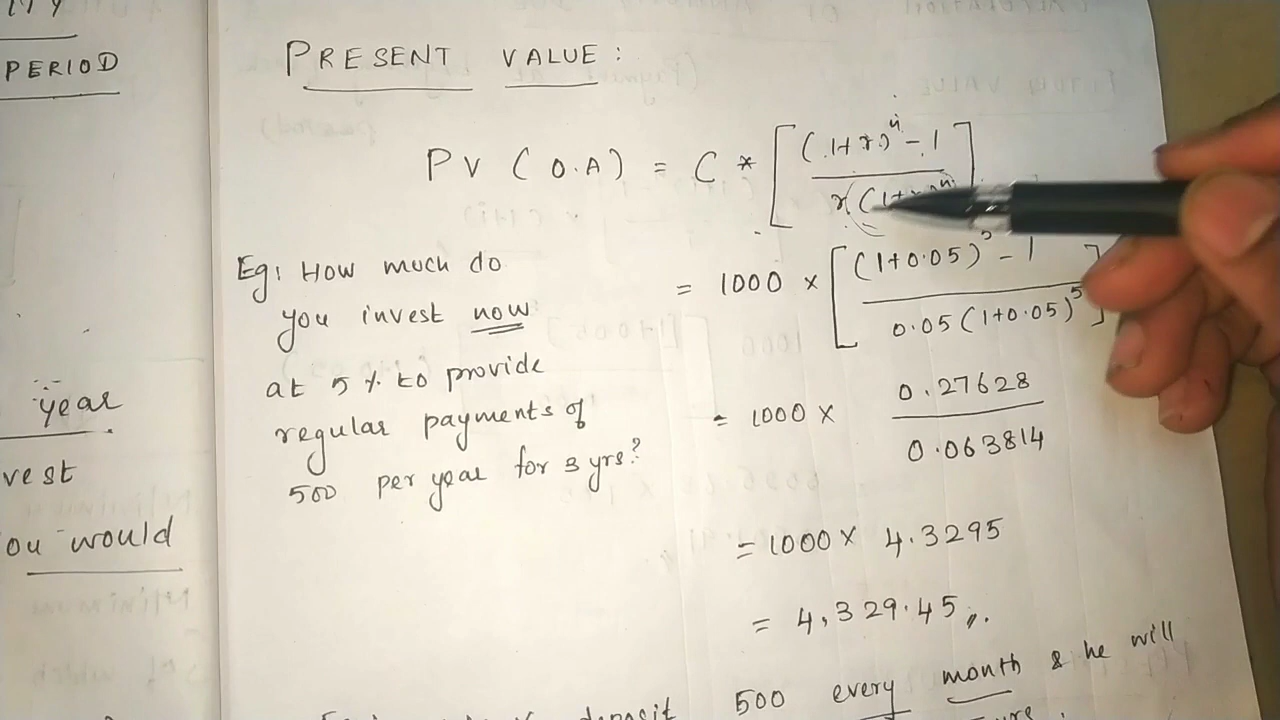 PERIOD
year
vest
ou would
PRESENT VALUE:
PV (O.A) = C * [ (1+r)ⁿ - 1
r(1+
Eg: How much do
you invest now
at 5 % to provide
regular payments of
500 per year for 3 yrs?
= 1000 × [ (1+0.05)⁵ - 1 ]
0.05 (1+0.05)⁵
= 1000 × 0.27628
0.063814
= 1000 × 4.3295
= 4,329.45
500 every month & he will
deposit